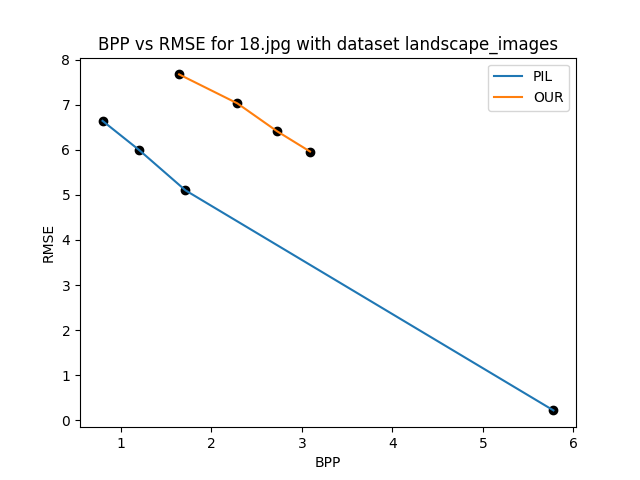 BPP vs RMSE for 18.jpg with dataset landscape_images
PIL
OUR
8
7
6
5
4
3
2
1
0
RMSE
1 2 3 4 5 6
BPP